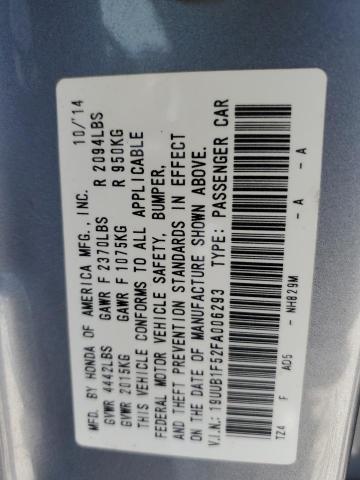 MFD. BY HONDA OF AMERICA MFG., INC. 10/'14
GVWR 4442LBS GAWR F 2370LBS R 2094LBS
GVWR 2015KG GAWR F 1075KG R 950KG
THIS VEHICLE CONFORMS TO ALL APPLICABLE
FEDERAL MOTOR VEHICLE SAFETY, BUMPER,
AND THEFT PREVENTION STANDARDS IN EFFECT
ON THE DATE OF MANUFACTURE SHOWN ABOVE.
V.I.N.: 19UUB1F52FA006293 TYPE: PASSENGER CAR
TZ4 F AD5 - NH829M - A - A